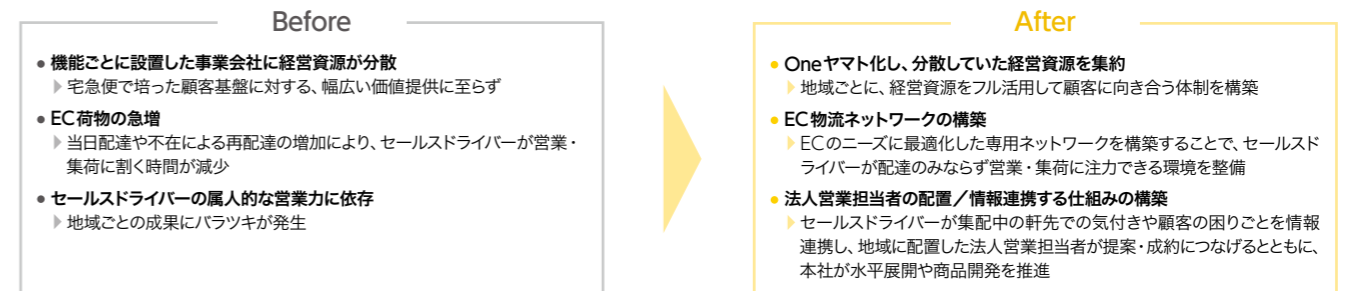 Before
● 機能ごとに設置した事業会社に経営資源が分散
▶ 宅急便で培った顧客基盤に対する、幅広い価値提供に至らず
● EC荷物の急増
▶ 当日配達や不在による再配達の増加により、セールスドライバーが営業・
集荷に割く時間が減少
● セールスドライバーの属人的な営業力に依存
▶ 地域ごとの成果にバラツキが発生
After
● Oneヤマト化し、分散していた経営資源を集約
▶ 地域ごとに、経営資源をフル活用して顧客に向き合う体制を構築
● EC物流ネットワークの構築
▶ ECのニーズに最適化した専用ネットワークを構築することで、セールスド
ライバーが配達のみならず営業・集荷に注力できる環境を整備
● 法人営業担当者の配置／情報連携する仕組みの構築
▶ セールスドライバーが集配中の軒先での気付きや顧客の困りごとを情報
連携し、地域に配置した法人営業担当者が提案・成約につなげるとともに、
本社が水平展開や商品開発を推進